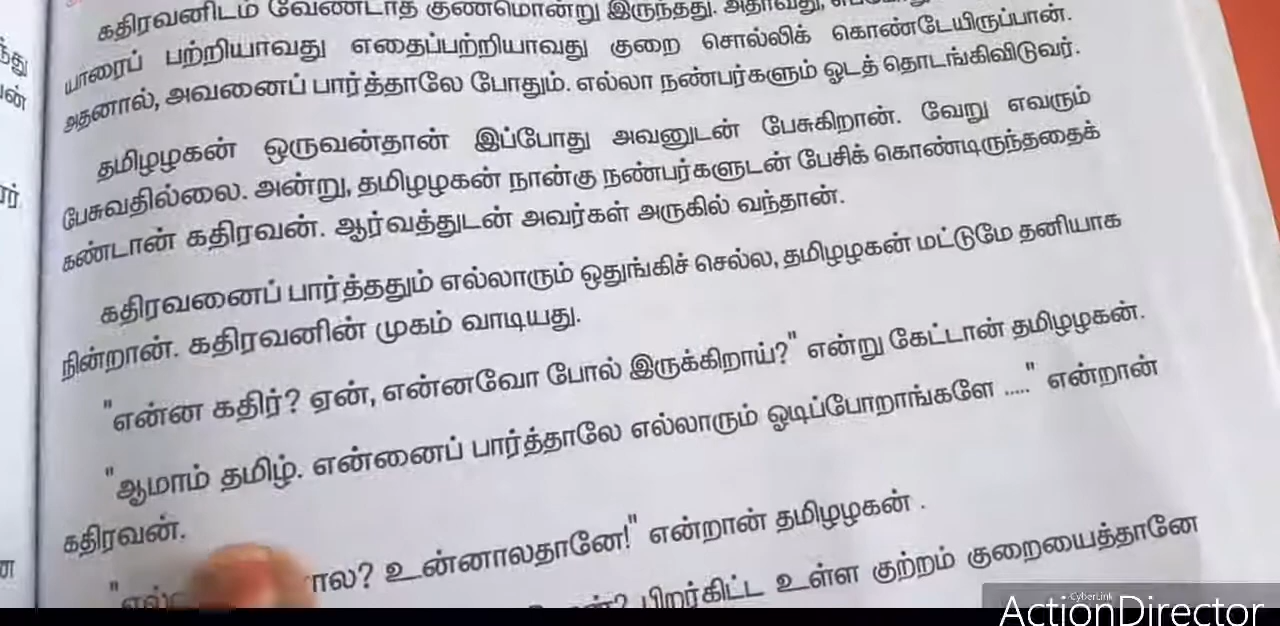 கதிரவனிடம் வேண்டாத குணமொன்று இருந்தது. அதாவது,
யாரைப் பற்றியாவது எதைப்பற்றியாவது குறை சொல்லிக் கொண்டேயிருப்பான்.
அதனால், அவனைப் பார்த்தாலே போதும். எல்லா நண்பர்களும் ஓடத் தொடங்கிவிடுவர்.
தமிழழகன் ஒருவன்தான் இப்போது அவனுடன் பேசுகிறான். வேறு எவரும்
பேசுவதில்லை. அன்று, தமிழழகன் நான்கு நண்பர்களுடன் பேசிக் கொண்டிருந்ததைக்
கண்டான் கதிரவன். ஆர்வத்துடன் அவர்கள் அருகில் வந்தான்.
கதிரவனைப் பார்த்ததும் எல்லாரும் ஒதுங்கிச் செல்ல, தமிழழகன் மட்டுமே தனியாக
நின்றான். கதிரவனின் முகம் வாடியது.
"என்ன கதிர்? ஏன், என்னவோ போல் இருக்கிறாய்?" என்று கேட்டான் தமிழழகன்.
"ஆமாம் தமிழ். என்னைப் பார்த்தாலே எல்லாரும் ஓடிப்போறாங்களே ....." என்றான்
கதிரவன்.
உன்னாலதானே!" என்றான் தமிழழகன் .
பிறர்கிட்ட உள்ள குற்றம் குறையைத்தானே
CyberLink
ActionDirector